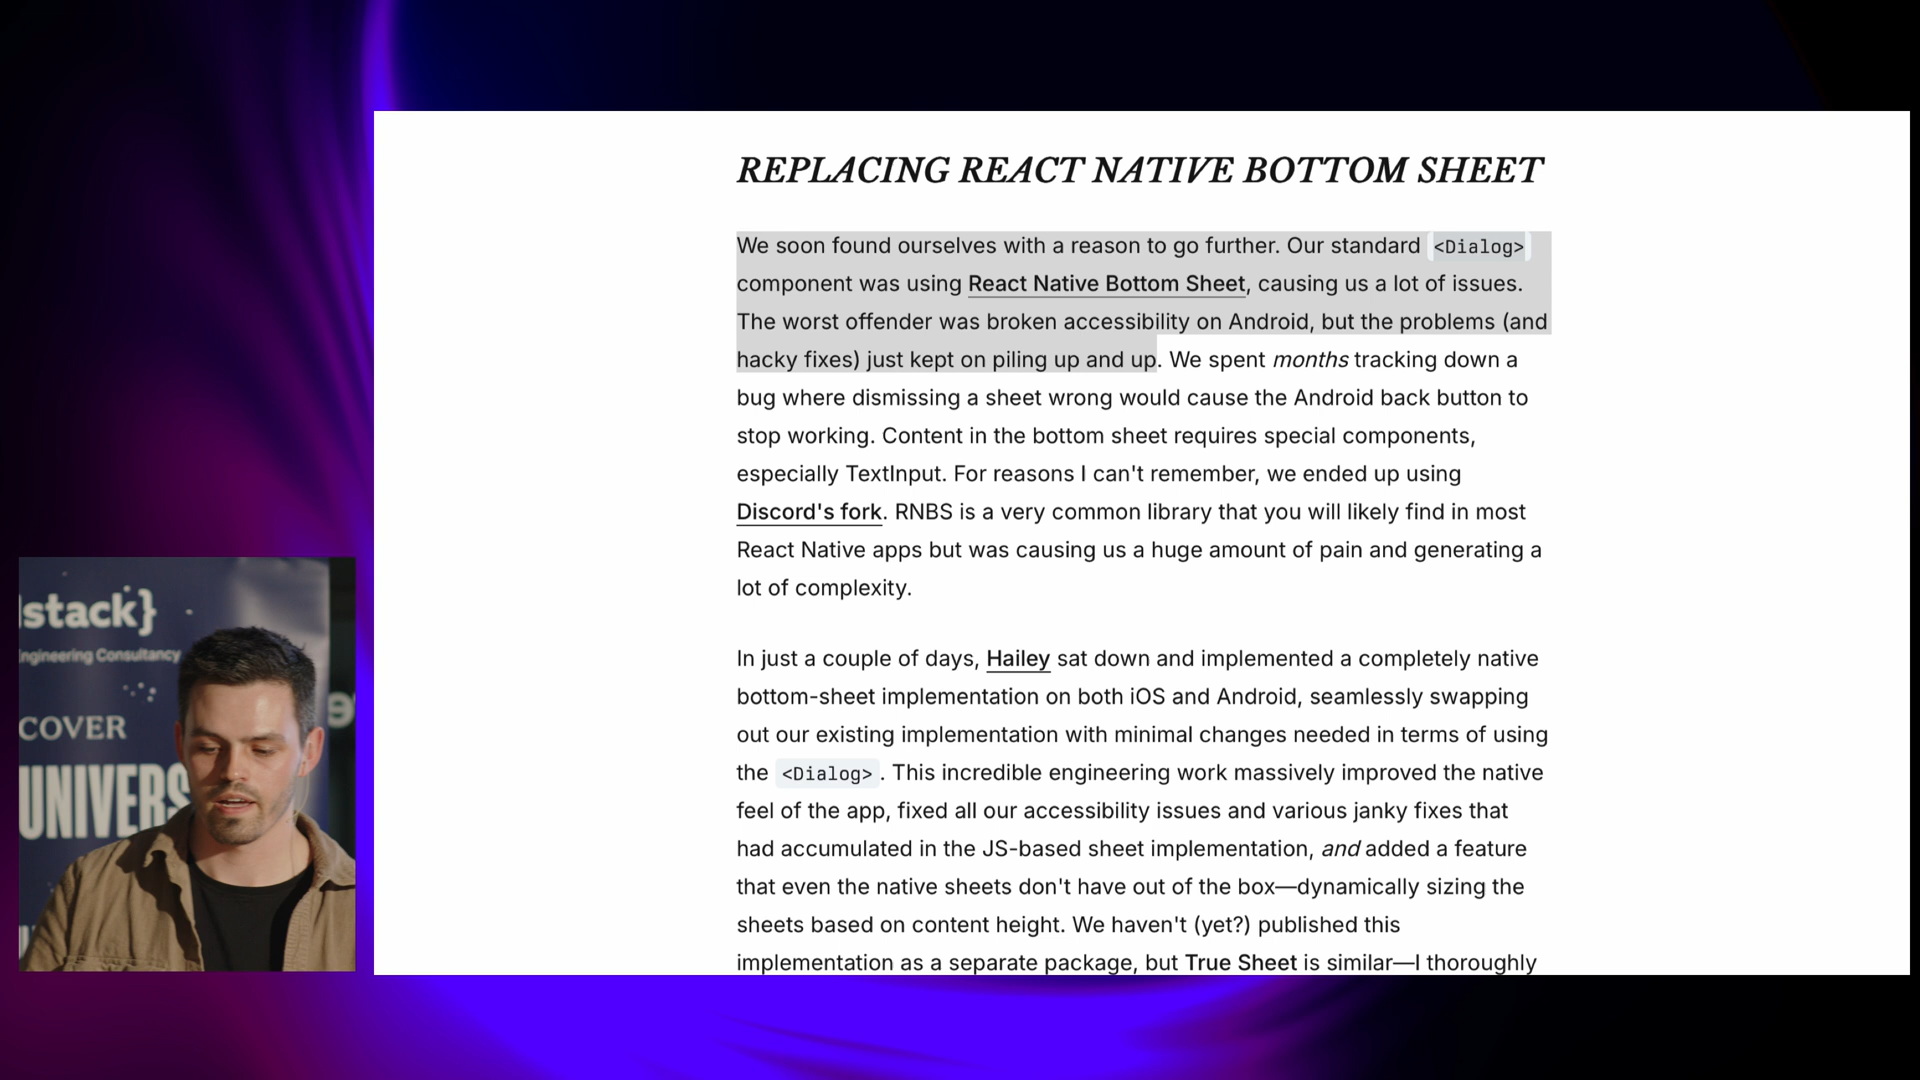 REPLACING REACT NATIVE BOTTOM SHEET
We soon found ourselves with a reason to go further. Our standard <Dialog>
component was using React Native Bottom Sheet, causing us a lot of issues.
The worst offender was broken accessibility on Android, but the problems (and
hacky fixes) just kept on piling up and up. We spent months tracking down a
bug where dismissing a sheet wrong would cause the Android back button to
stop working. Content in the bottom sheet requires special components,
especially TextInput. For reasons I can't remember, we ended up using
Discord's fork. RNBS is a very common library that you will likely find in most
React Native apps but was causing us a huge amount of pain and generating a
lot of complexity.
In just a couple of days, Hailey sat down and implemented a completely native
bottom-sheet implementation on both iOS and Android, seamlessly swapping
out our existing implementation with minimal changes needed in terms of using
the <Dialog>. This incredible engineering work massively improved the native
feel of the app, fixed all our accessibility issues and various janky fixes that
had accumulated in the JS-based sheet implementation, and added a feature
that even the native sheets don't have out of the box—dynamically sizing the
sheets based on content height. We haven't (yet?) published this
implementation as a separate package, but True Sheet is similar—I thoroughly
stack}
ngineering Consultancy
COVER
UNIVERS